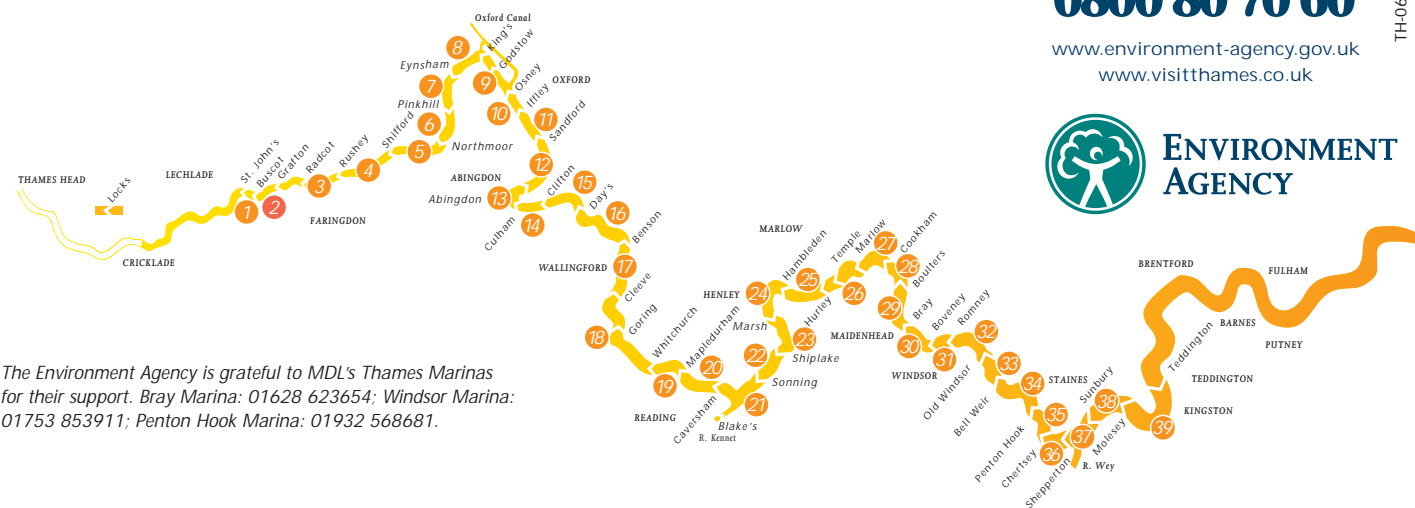 0800 80 70 60
TH-06
www.environment-agency.gov.uk
www.visitthames.co.uk
ENVIRONMENT
AGENCY
THAMES HEAD
Locks
CRICKLADE
LECHLADE
St. John's
1
Buscot
2
Grafton
Radcot
3
FARINGDON
Rushey
4
Shifford
5
Northmoor
6
Pinkhill
7
Eynsham
8
Oxford Canal
King's
9
Godstow
10
Osney
OXFORD
Iffley
11
Sandford
12
ABINGDON
Abingdon
13
Culham
14
Clifton
15
Day's
16
Benson
WALLINGFORD
17
Cleeve
18
Goring
Whitchurch
19
Mapledurham
20
READING
Caversham
Blake's
R. Kennet
21
Sonning
22
Shiplake
23
Marsh
HENLEY
24
Hambleden
MARLOW
25
Hurley
Temple
26
Marlow
27
Cookham
28
Boulters
29
MAIDENHEAD
Bray
30
Boveney
WINDSOR
31
Romney
32
Old Windsor
33
Bell Weir
34
STAINES
Penton Hook
35
Chertsey
36
Shepperton
R. Wey
37
Sunbury
38
Molesey
39
Teddington
TEDDINGTON
KINGSTON
BRENTFORD
FULHAM
BARNES
PUTNEY
The Environment Agency is grateful to MDL's Thames Marinas
for their support. Bray Marina: 01628 623654; Windsor Marina:
01753 853911; Penton Hook Marina: 01932 568681.